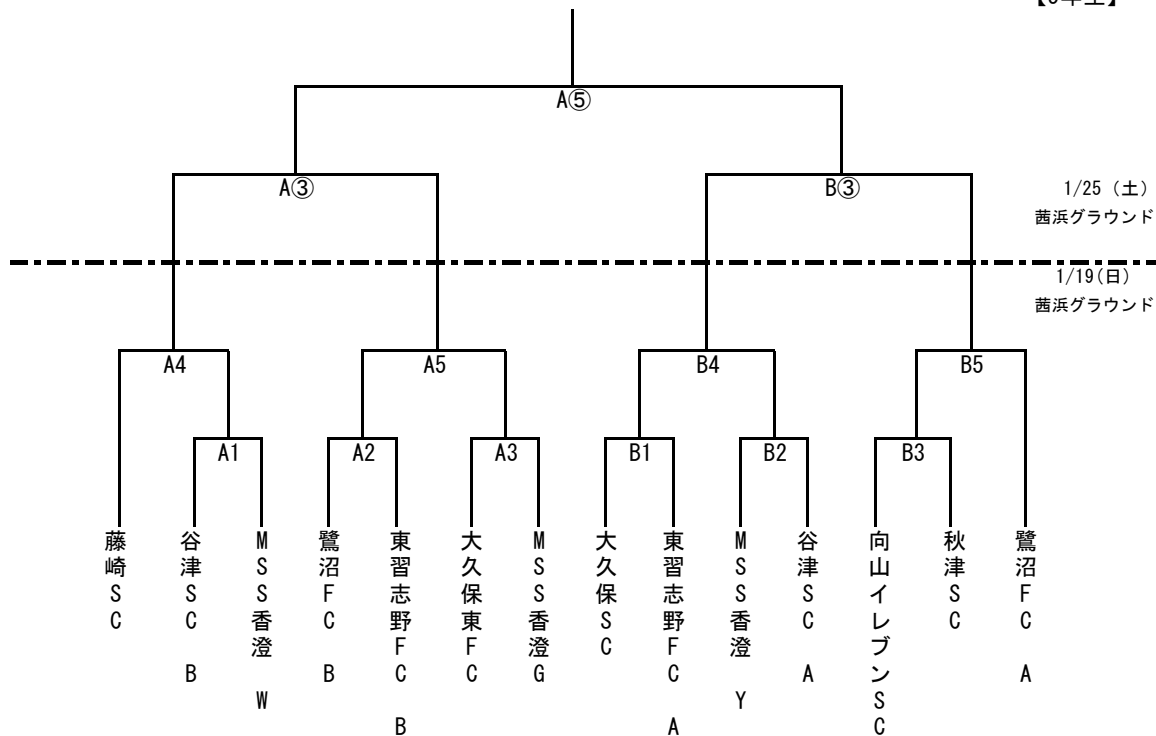 A⑤
A③
B③
1/25 (土)
茜浜グラウンド
1/19(日)
茜浜グラウンド
A4
A5
B4
B5
A1
A2
A3
B1
B2
B3
藤崎SC
谷津SC B
MSS香澄 W
鷺沼FC B
東習志野FC B
大久保東FC
MSS香澄G
大久保SC
東習志野FC A
MSS香澄 Y
谷津SC A
向山イレブンSC
秋津SC
鷺沼FC A